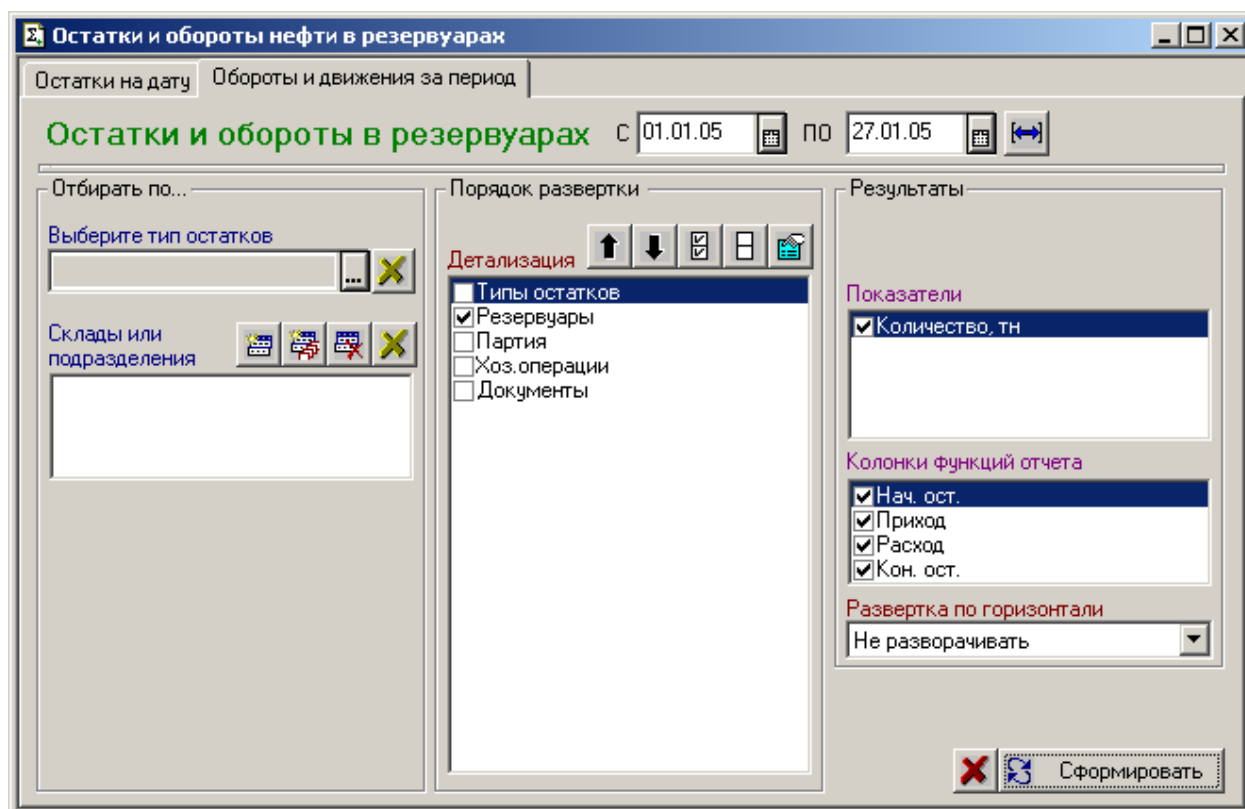 Остатки и обороты нефти в резервуарах
Остатки на дату
Обороты и движения за период
Остатки и обороты в резервуарах С 01.01.05 ПО 27.01.05
Отбирать по...
Выберите тип остатков
...
Склады или
подразделения
Порядок развертки
Детализация
Типы остатков
Резервуары
Партия
Хоз.операции
Документы
Результаты
Показатели
Количество, тн
Колонки функций отчета
Нач. ост.
Приход
Расход
Кон. ост.
Развертка по горизонтали
Не разворачивать
Сформировать